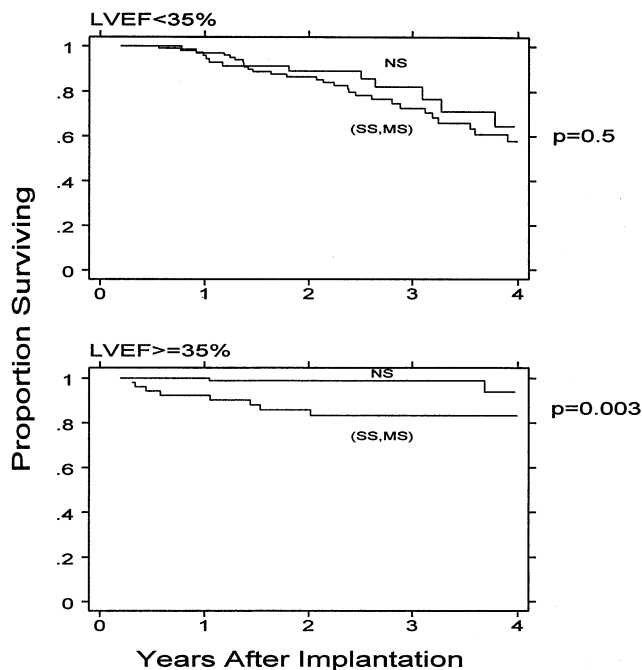 LVEF<35%
1
.8
.6
.4
.2
0
NS
(SS,MS)
p=0.5
0 1 2 3 4
Proportion Surviving
LVEF>=35%
1
.8
.6
.4
.2
0
NS
(SS,MS)
p=0.003
0 1 2 3 4
Years After Implantation